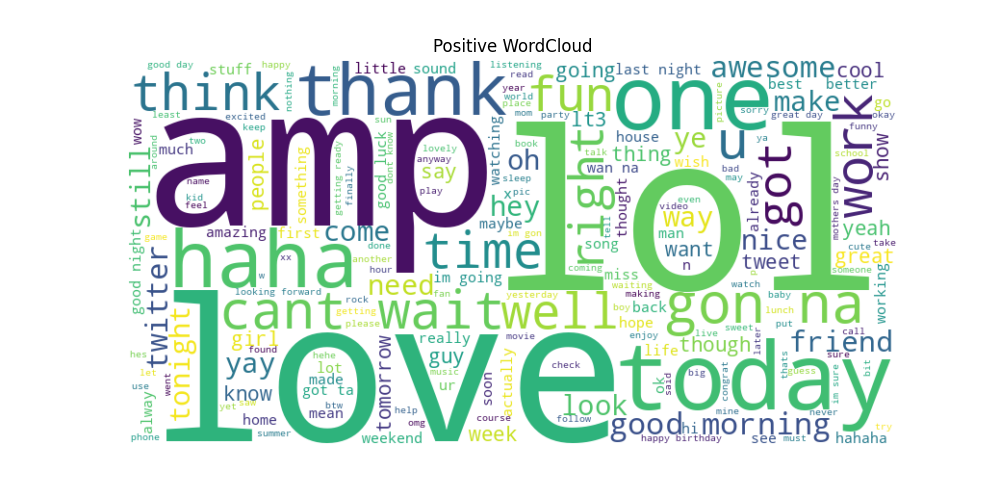 Positive WordCloud
good day
stuff
happy
little
sound
listening
going
last night
awesome
cool
think
nothing
morning
thank
read
year
world
place
fun
one
picture
best
better
make
go
okay
least
excited
keep
sun
mom
party
lt3
sorry
great day
work
funny
wow
amp
lol
still
around
much
two
name
kid
feel
people
something
getting ready
finally
good luck
dont know
lovely
anyway
say
play
watching
oh
book
sleep
x
pic
hey
maybe
right
talk
wan na
house
thing
thought
tell
ye
wish
u
ya
bad
may
already
got
school
show
mothers day
yeah
cute
take
great
someone
working
even
video
way
man
want
n
nice
tweet
song
miss
coming
waiting
amazing
first
come
done
another
hour
time
im gon
im going
need
fan
haha
xx
w
looking forward
good night
game
twitter
cant wait
well
yesterday
making
boy
back
hope
gon na
watch
baby
lunch
put
call
sure
rock
getting
please
tonight
girl
found
yay
know
hehe
lot
made
got ta
btw
mean
really
guy
ur
music
movie
soon
actually
enjoy
life
live
sweet
though
later
friend
thats
guess
im sure
bit
today
love
tomorrow
help
omg
weekend
week
course
check
follow
look
ok
said
big
congrat
mine
never
try
good morning
hi
happy birthday
see
must
hahaha
hes
let
use
went
yet
saw
alway
home
phone
summer